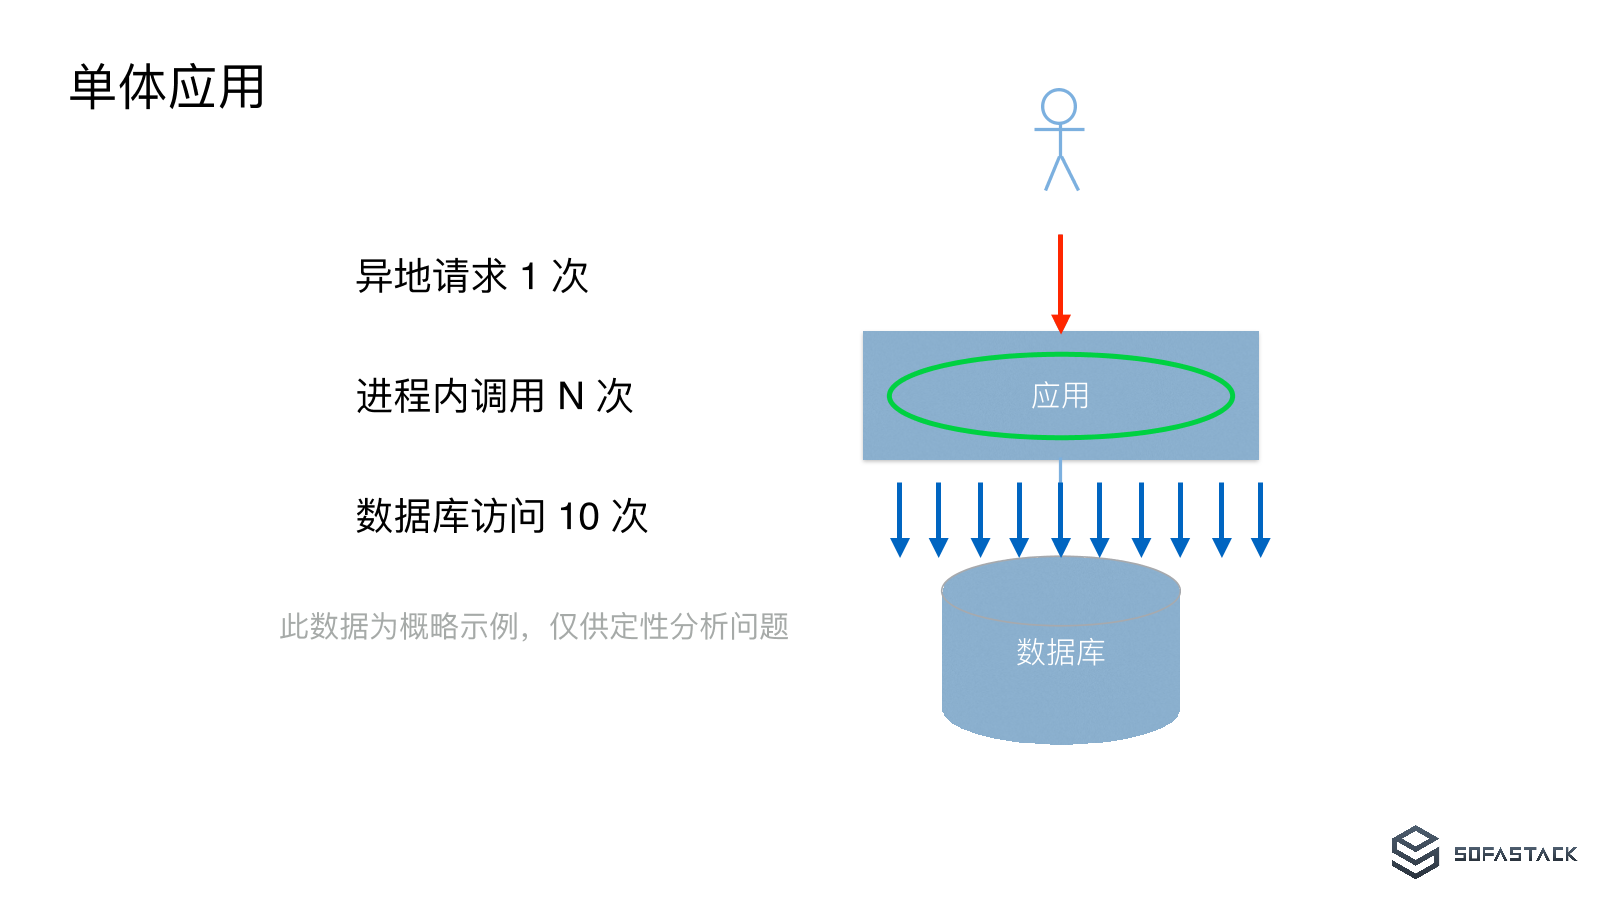 单体应用
异地请求 1 次
进程内调用 N 次
数据库访问 10 次
此数据为概略示例，仅供定性分析问题
应用
数据库
SOFASTACK